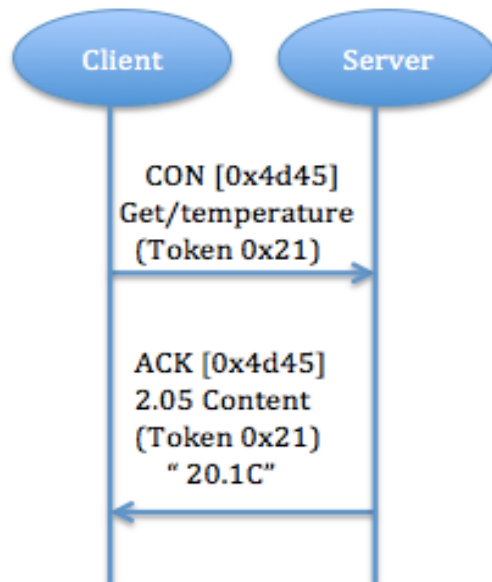 Client
Server
CON [0x4d45]
Get/temperature
(Token 0x21)
ACK [0x4d45]
2.05 Content
(Token 0x21)
“ 20.1C”